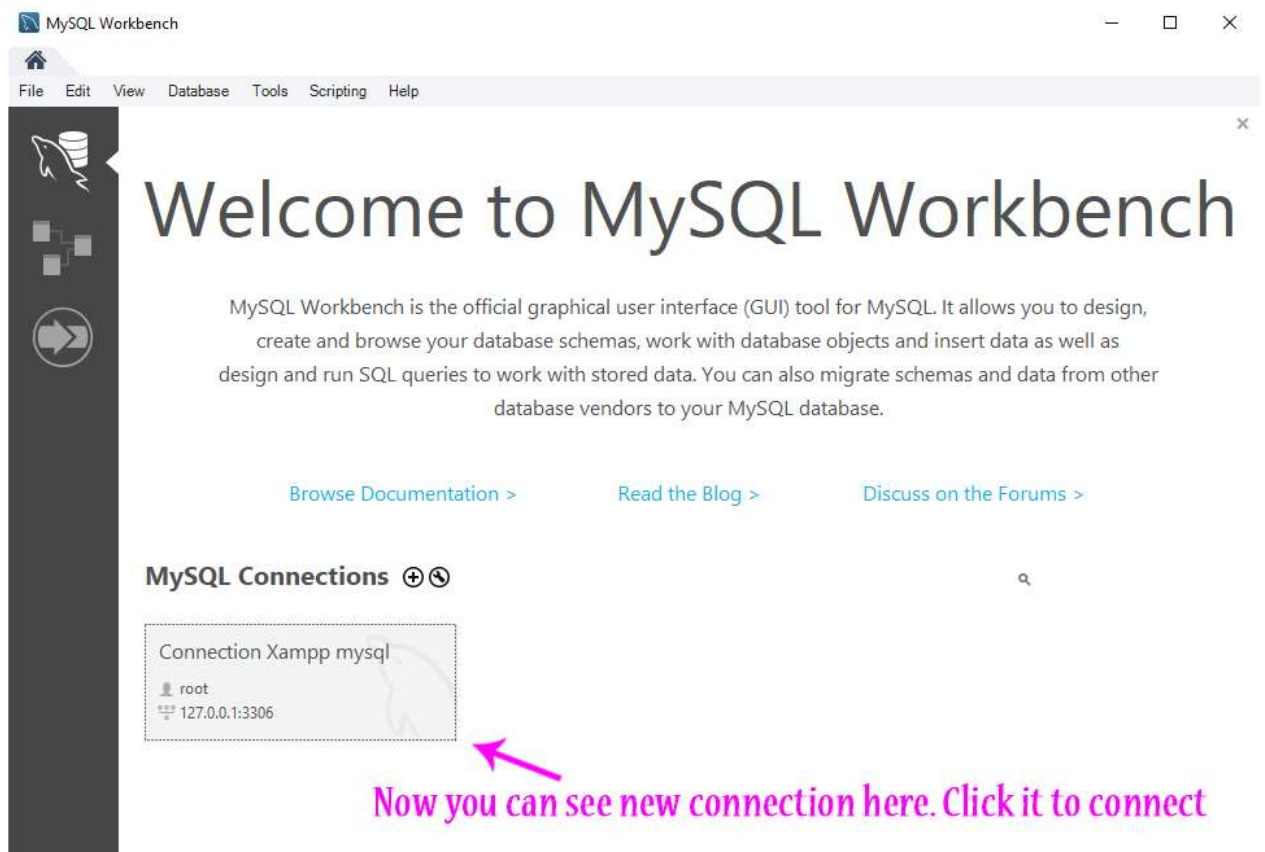 MySQL Workbench
File Edit View Database Tools Scripting Help
Welcome to MySQL Workbench
MySQL Workbench is the official graphical user interface (GUI) tool for MySQL. It allows you to design,
create and browse your database schemas, work with database objects and insert data as well as
design and run SQL queries to work with stored data. You can also migrate schemas and data from other
database vendors to your MySQL database.
Browse Documentation > Read the Blog > Discuss on the Forums >
MySQL Connections
Connection Xampp mysql
root
127.0.0.1:3306
Now you can see new connection here. Click it to connect